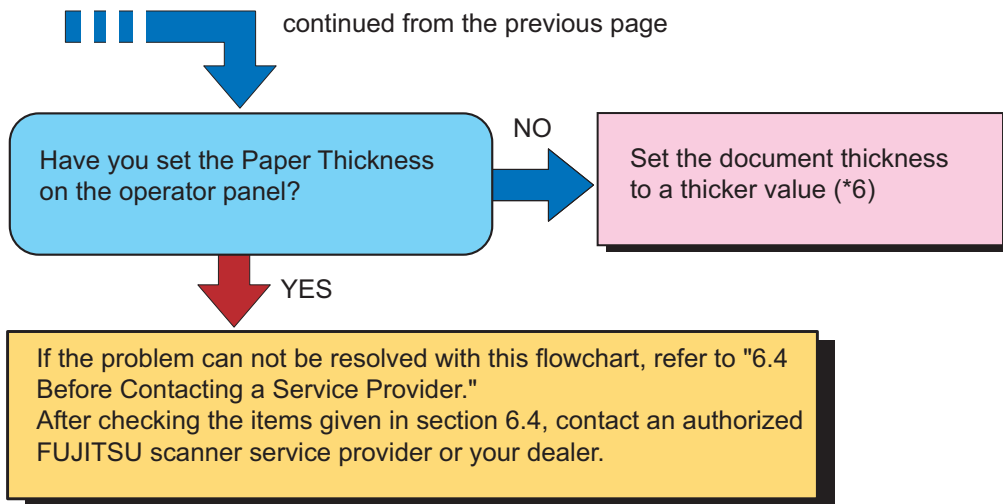 continued from the previous page
Have you set the Paper Thickness
on the operator panel?
NO
Set the document thickness
to a thicker value (*6)
YES
If the problem can not be resolved with this flowchart, refer to "6.4
Before Contacting a Service Provider."
After checking the items given in section 6.4, contact an authorized
FUJITSU scanner service provider or your dealer.